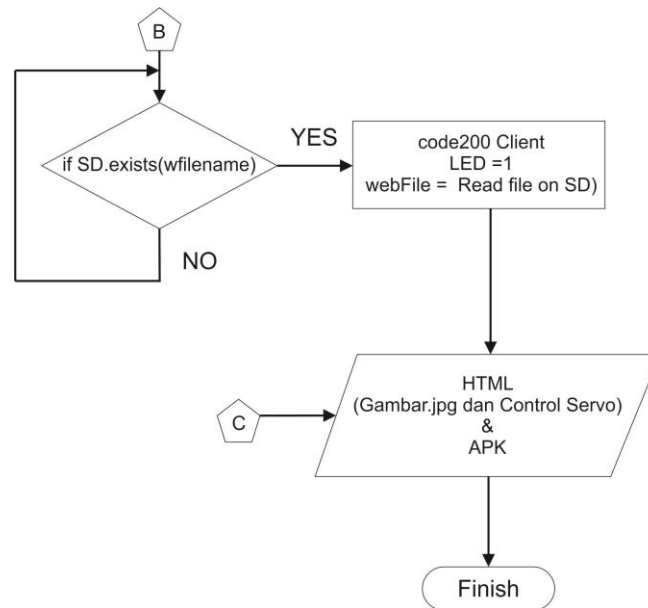 B
if SD.exists(wfilename)
YES
code200 Client
LED =1
webFile =  Read file on SD)
NO
C
HTML
(Gambar.jpg dan Control Servo)
&
APK
Finish